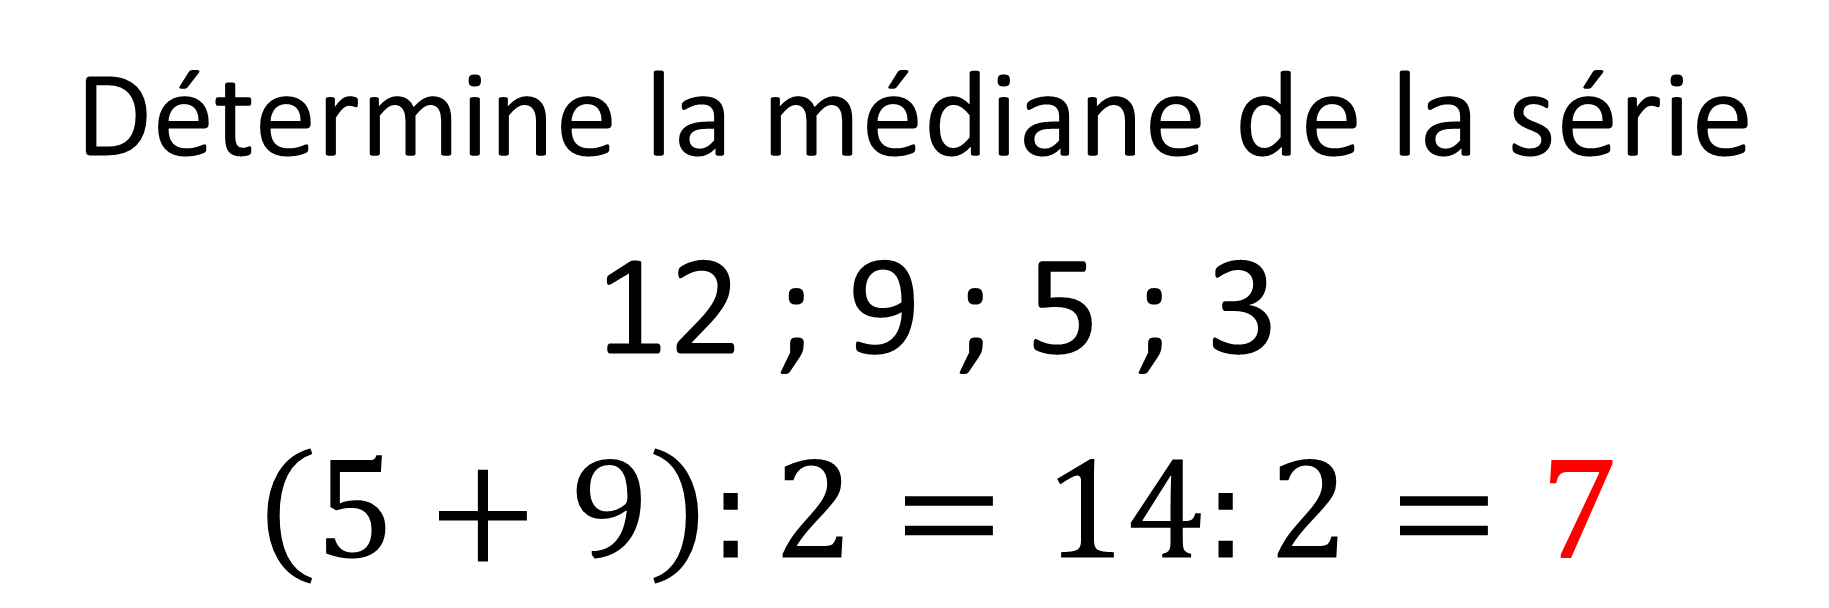 Détermine la médiane de la série
12 ; 9 ; 5 ; 3
(5 + 9): 2 = 14: 2 = 7